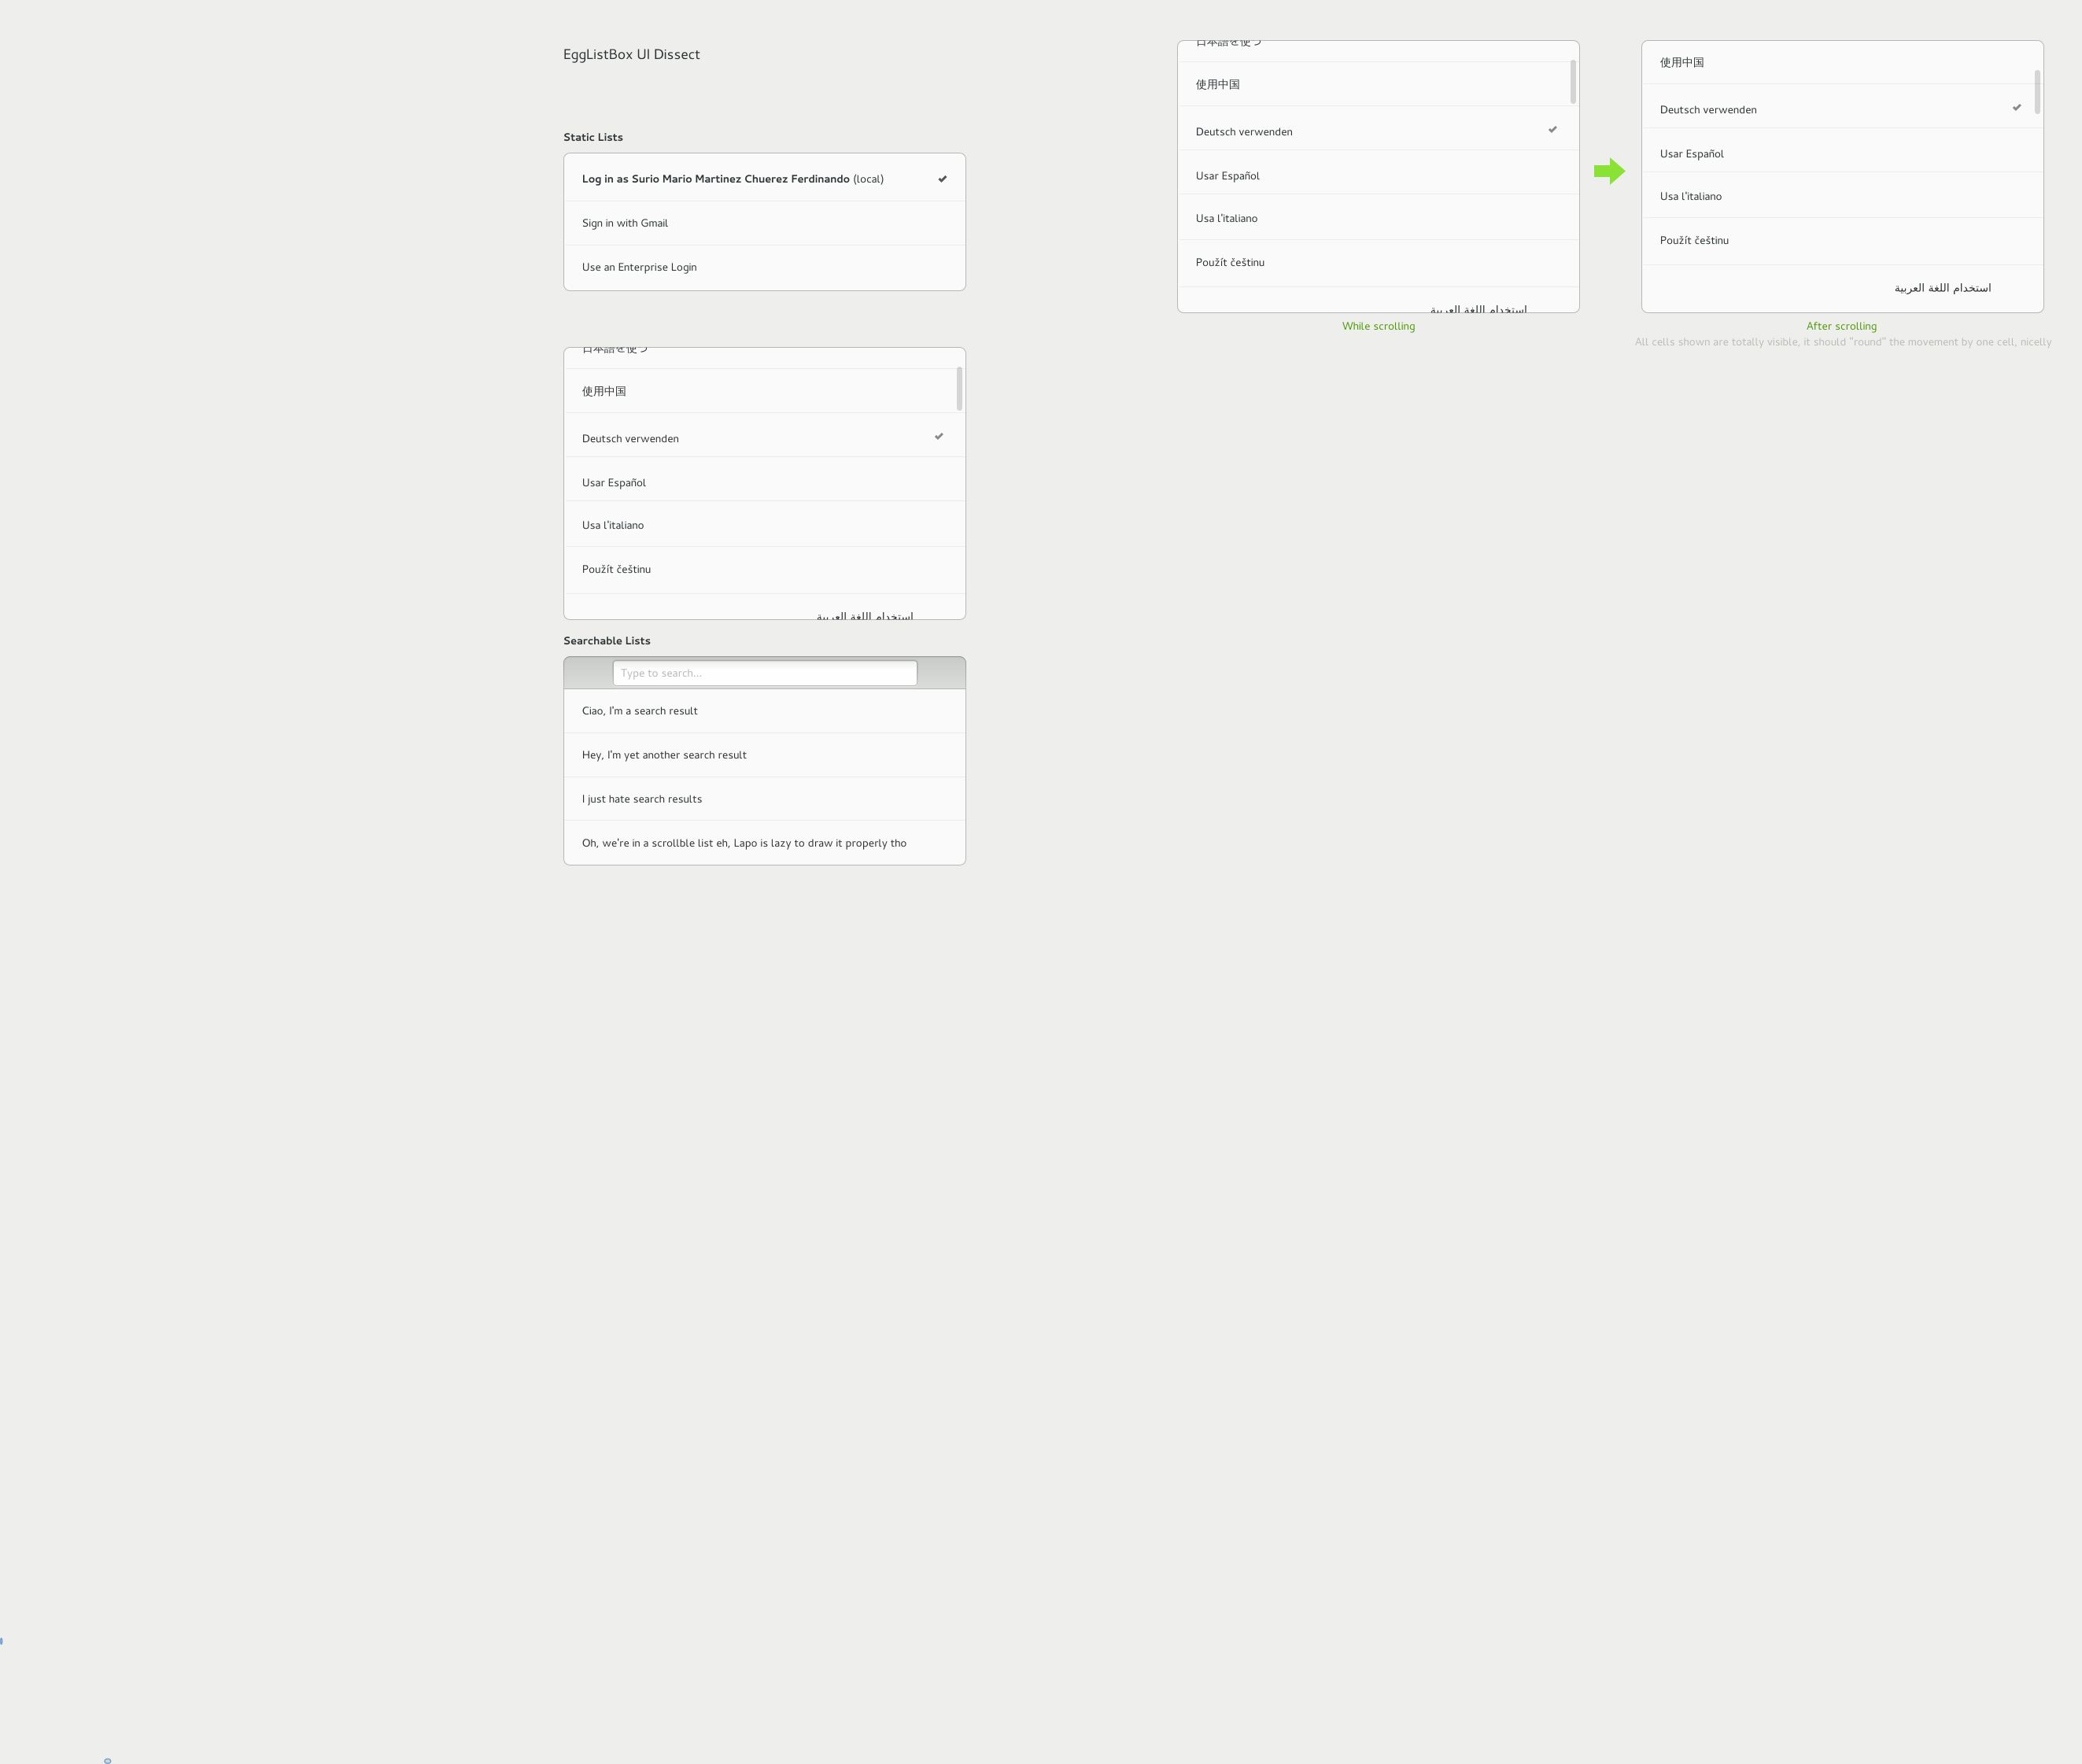 EggListBox UI Dissect
Static Lists
Log in as Surio Mario Martinez Chuerez Ferdinando (local)
Sign in with Gmail
Use an Enterprise Login
日本語を使う
使用中国
Deutsch verwenden
Usar Español
Usa l'italiano
Použít češtinu
استخدام اللغة العربية
Searchable Lists
Type to search...
Ciao, I'm a search result
Hey, I'm yet another search result
I just hate search results
Oh, we're in a scrollble list eh, Lapo is lazy to draw it properly tho
日本語を使う
使用中国
Deutsch verwenden
Usar Español
Usa l'italiano
Použít češtinu
استخدام اللغة العربية
While scrolling
使用中国
Deutsch verwenden
Usar Español
Usa l'italiano
Použít češtinu
استخدام اللغة العربية
After scrolling
All cells shown are totally visible, it should "round" the movement by one cell, nicelly